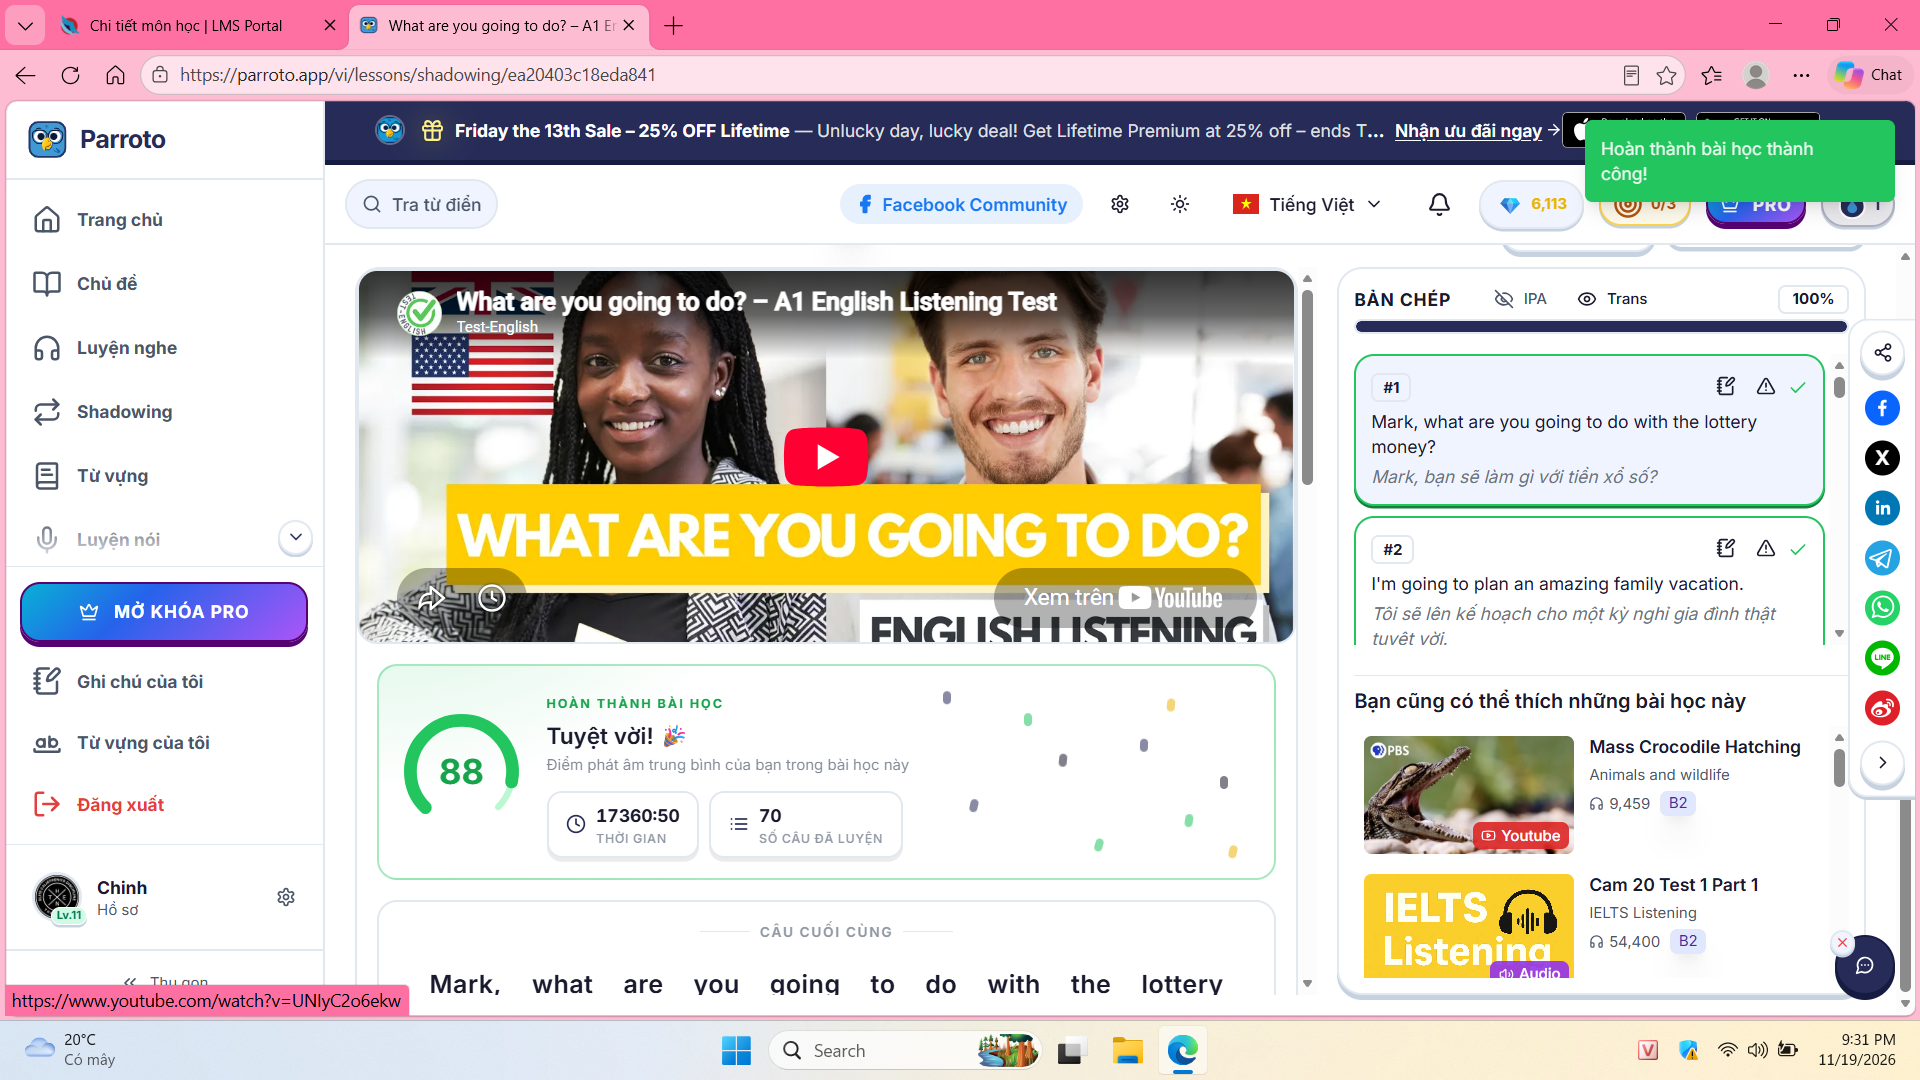 Chi tiết môn học | LMS Portal
What are you going to do? – A1 Er
https://parroto.app/vi/lessons/shadowing/ea20403c18eda841
Chat
Parroto
Friday the 13th Sale – 25% OFF Lifetime — Unlucky day, lucky deal! Get Lifetime Premium at 25% off – ends T... Nhận ưu đãi ngay →
Hoàn thành bài học thành công!
Tra từ điển
Facebook Community
Tiếng Việt
6,113
0/3
PRO
1
Trang chủ
Chủ đề
Luyện nghe
Shadowing
Từ vựng
Luyện nói
MỞ KHÓA PRO
Ghi chú của tôi
Từ vựng của tôi
Đăng xuất
Chinh
Hồ sơ
Lv.11
Thu gọn
https://www.youtube.com/watch?v=UNIyC2o6ekw
TEST-ENGLISH
What are you going to do? – A1 English Listening Test
Test-English
WHAT ARE YOU GOING TO DO?
Xem trên YouTube
ENGLISH LISTENING
88
HOÀN THÀNH BÀI HỌC
Tuyệt vời! 🎉
Điểm phát âm trung bình của bạn trong bài học này
17360:50
THỜI GIAN
70
SỐ CÂU ĐÃ LUYỆN
CÂU CUỐI CÙNG
Mark, what are you going to do with the lottery
BẢN CHÉP
IPA
Trans
100%
#1
Mark, what are you going to do with the lottery
money?
Mark, bạn sẽ làm gì với tiền xổ số?
#2
I'm going to plan an amazing family vacation.
Tôi sẽ lên kế hoạch cho một kỳ nghỉ gia đình thật
tuyệt vời.
Bạn cũng có thể thích những bài học này
PBS
Youtube
Mass Crocodile Hatching
Animals and wildlife
9,459
B2
IELTS
Listening
Audio
Cam 20 Test 1 Part 1
IELTS Listening
54,400
B2
LINE
20°C
Có mây
Search
9:31 PM
11/19/2026